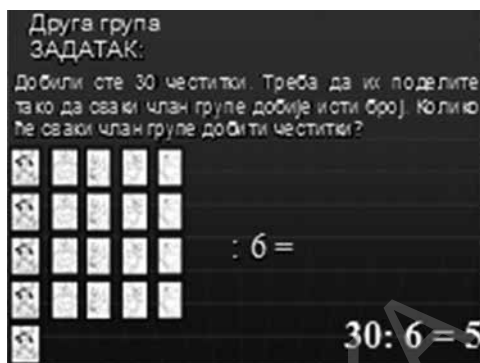 Друга група
ЗАДАТАК:
Добили сте 30 честитки. Треба да их поделите
тако да сваки члан групе добије исти број. Колико
ће сваки члан групе добити честитки?
: 6 =
30: 6 = 5